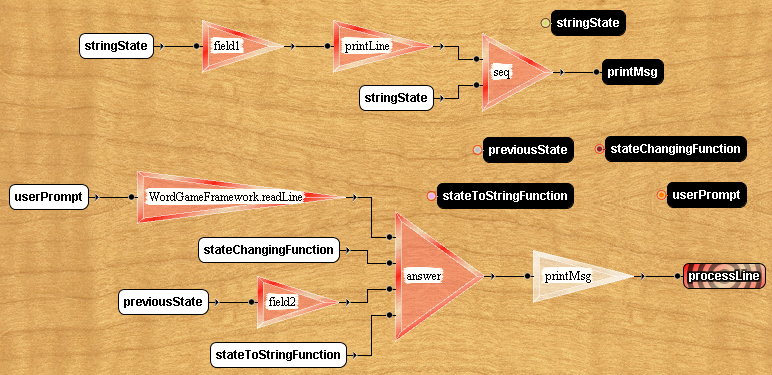 stringState
stringState
field1
printLine
seq
printMsg
stringState
previousState
stateChangingFunction
stateToStringFunction
userPrompt
userPrompt
WordGameFramework.readLine
stateChangingFunction
answer
printMsg
processLine
previousState
field2
stateToStringFunction